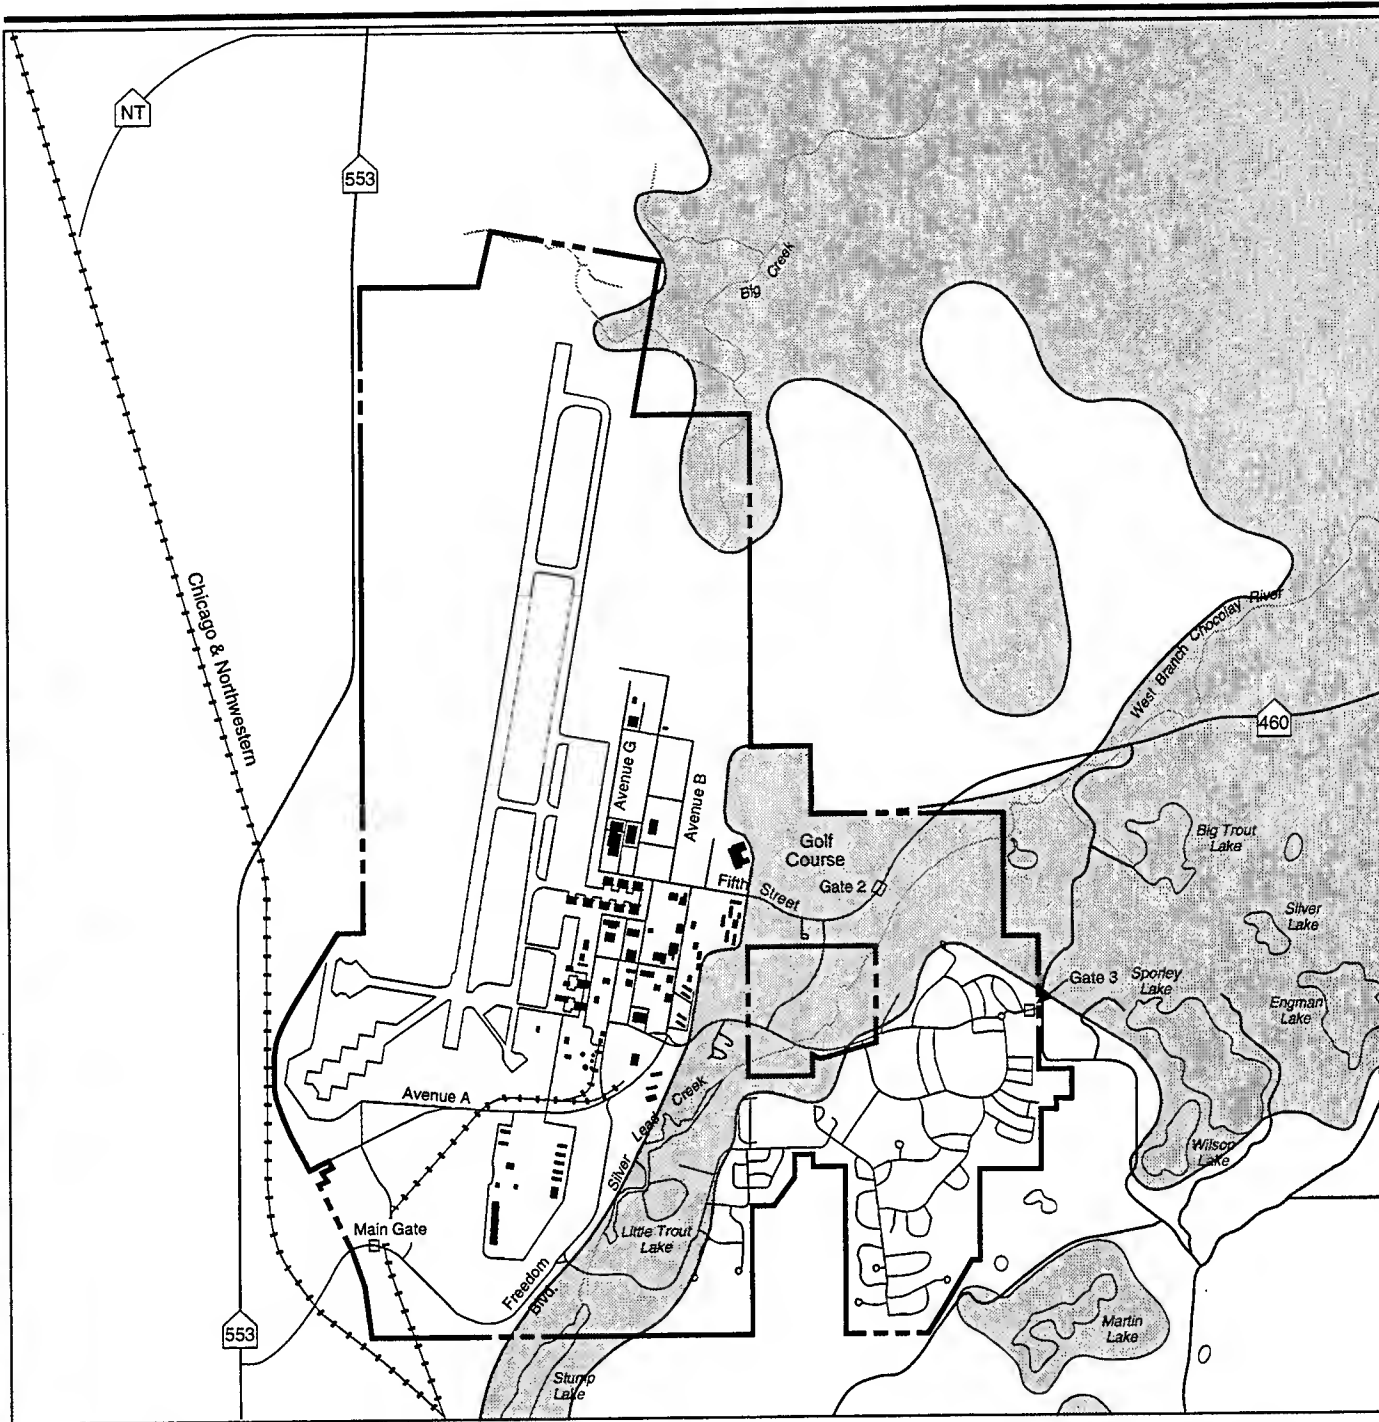 NT
553
Big Creek
Chicago & Northwestern
West Branch Chocolay River
460
Avenue G
Avenue B
Golf
Course
Big Trout
Lake
Fifth Street
Gate 2
Silver
Lake
Gate 3
Sporley
Lake
Engman
Lake
Avenue A
Silver Lead Creek
Wilson
Lake
Main Gate
Little Trout
Lake
Freedom
Blvd.
553
Martin
Lake
Stump
Lake